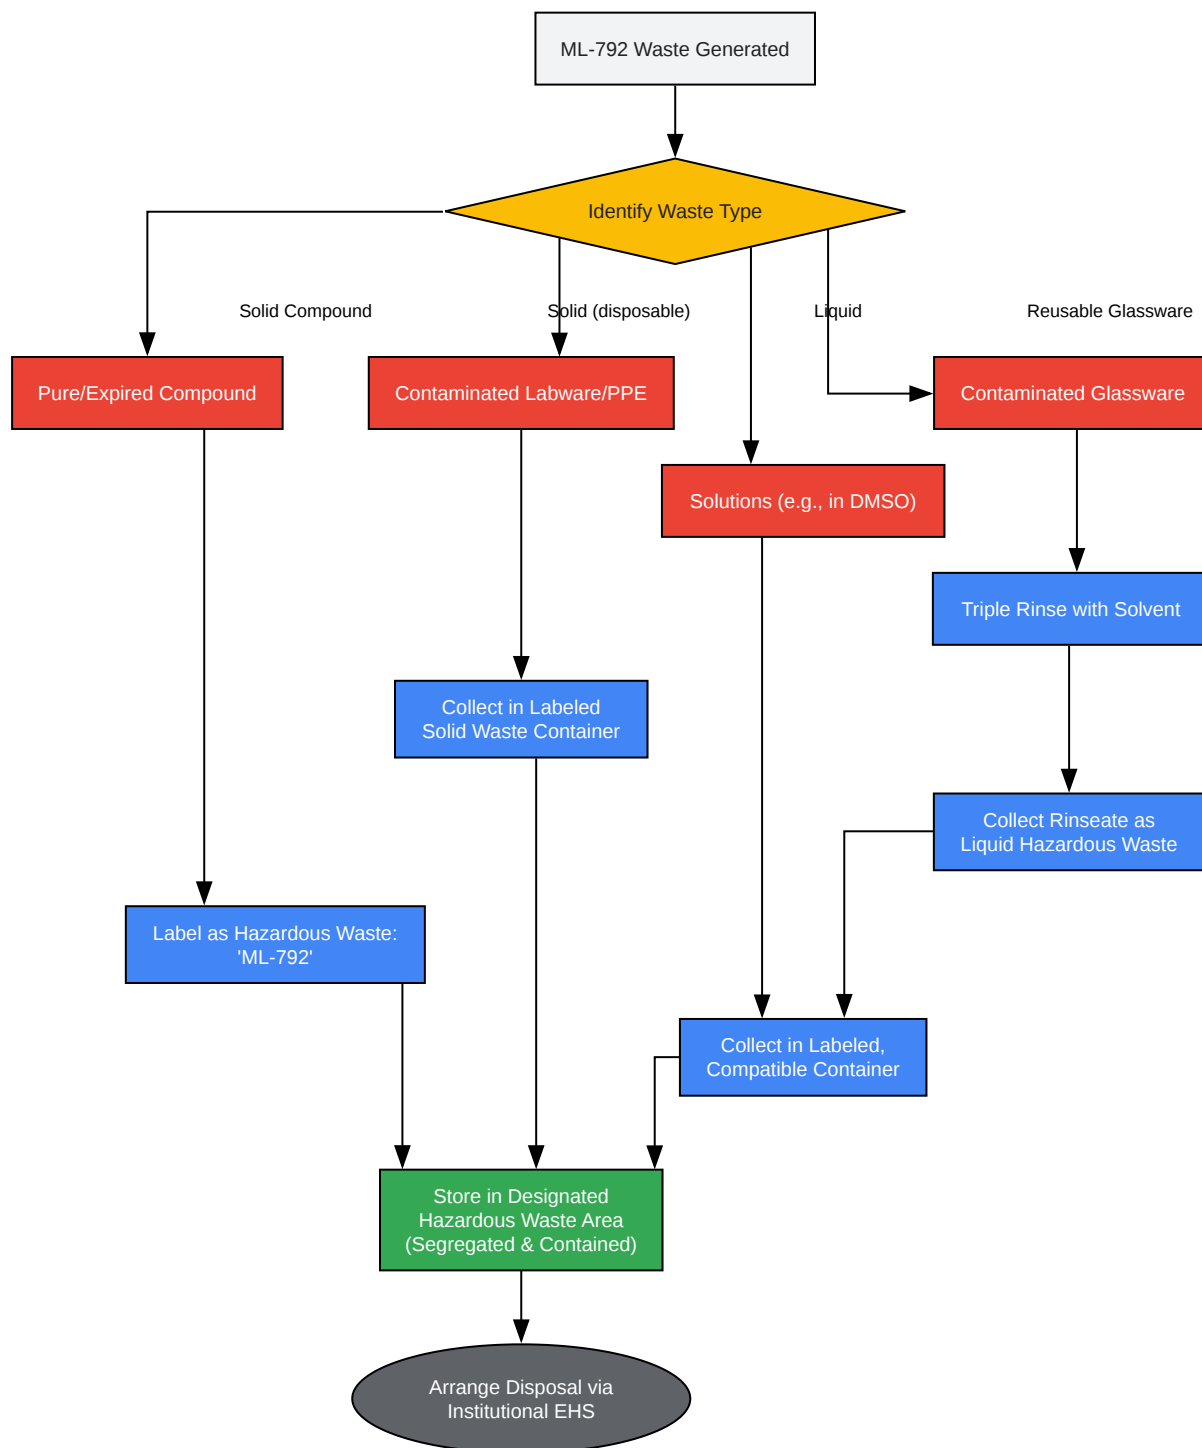 ML-792 Waste Generated
Identify Waste Type
Solid Compound
Solid (disposable)
Liquid
Reusable Glassware
Pure/Expired Compound
Contaminated Labware/PPE
Contaminated Glassware
Solutions (e.g., in DMSO)
Triple Rinse with Solvent
Collect in Labeled
Solid Waste Container
Collect Rinseate as
Liquid Hazardous Waste
Label as Hazardous Waste:
'ML-792'
Collect in Labeled,
Compatible Container
Store in Designated
Hazardous Waste Area
(Segregated & Contained)
Arrange Disposal via
Institutional EHS